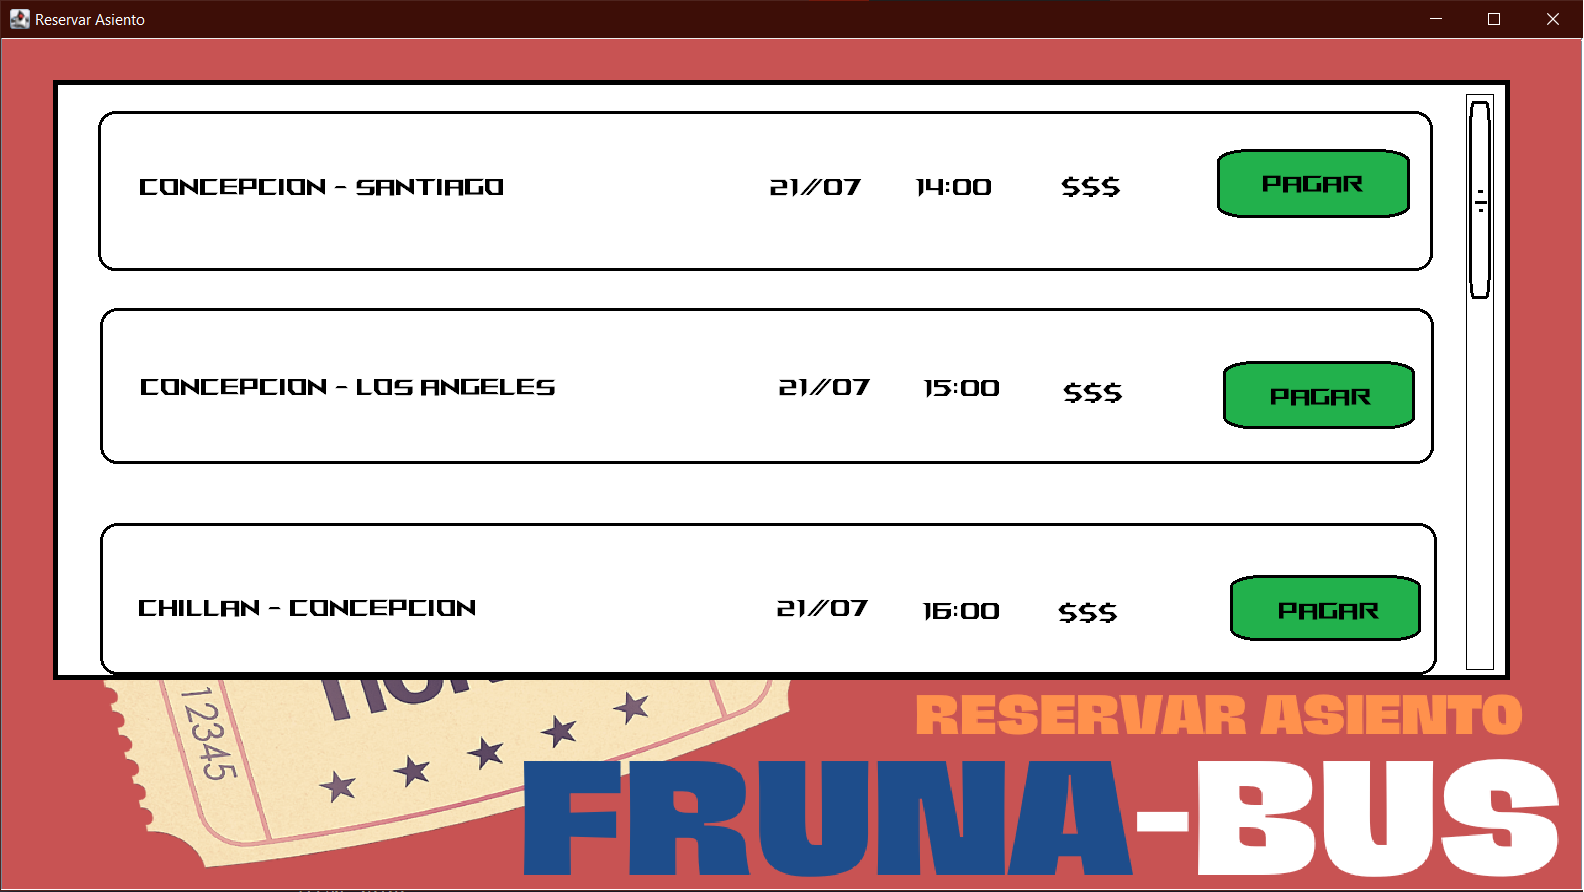 Reservar Asiento
CONCEPCION - SANTIAGO 21//07 14:00 $$$ PAGAR
CONCEPCION - LOS ANGELES 21//07 15:00 $$$ PAGAR
CHILLAN - CONCEPCION 21//07 16:00 $$$ PAGAR
12345
RESERVAR ASIENTO
FRUNA-BUS